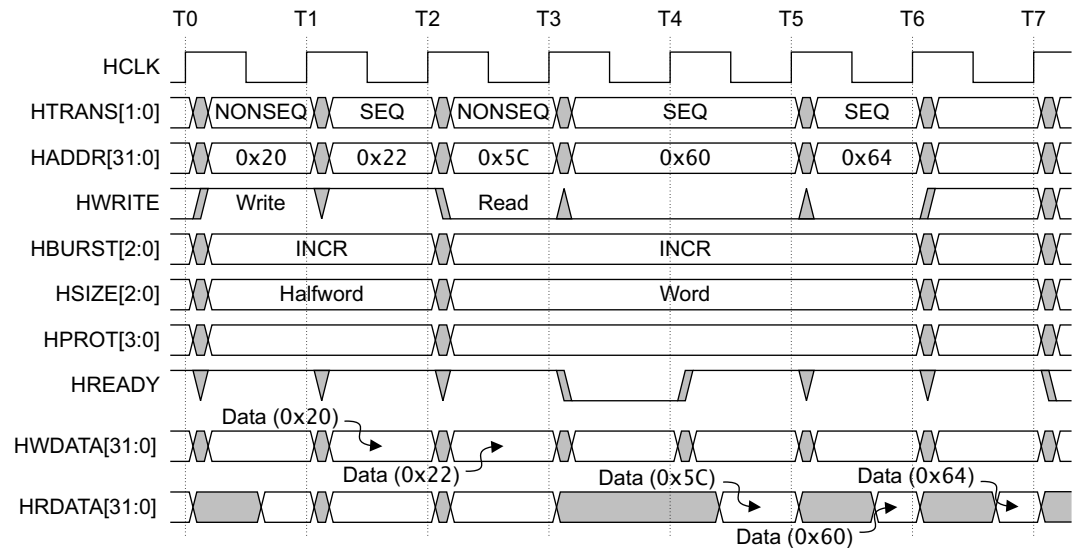 T0 T1 T2 T3 T4 T5 T6 T7
HCLK
HTRANS[1:0] NONSEQ SEQ NONSEQ SEQ SEQ
HADDR[31:0] 0x20 0x22 0x5C 0x60 0x64
HWRITE Write Read
HBURST[2:0] INCR INCR
HSIZE[2:0] Halfword Word
HPROT[3:0]
HREADY
Data (0x20)
HWDATA[31:0]
Data (0x22) Data (0x5C) Data (0x64)
HRDATA[31:0]
Data (0x60)